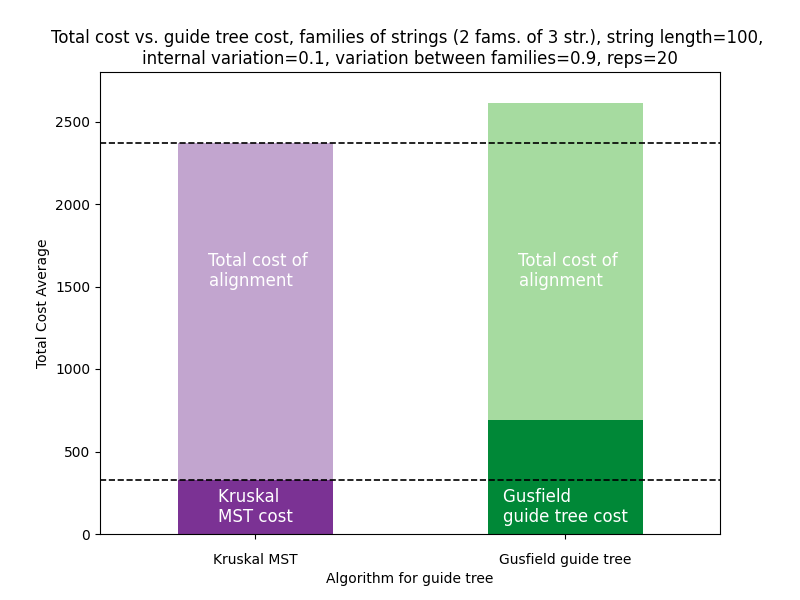 Total cost vs. guide tree cost, families of strings (2 fams. of 3 str.), string length=100,
internal variation=0.1, variation between families=0.9, reps=20
Total Cost Average
2500
2000
1500
1000
500
0
Total cost of
alignment
Total cost of
alignment
Kruskal
MST cost
Gusfield
guide tree cost
Kruskal MST
Gusfield guide tree
Algorithm for guide tree